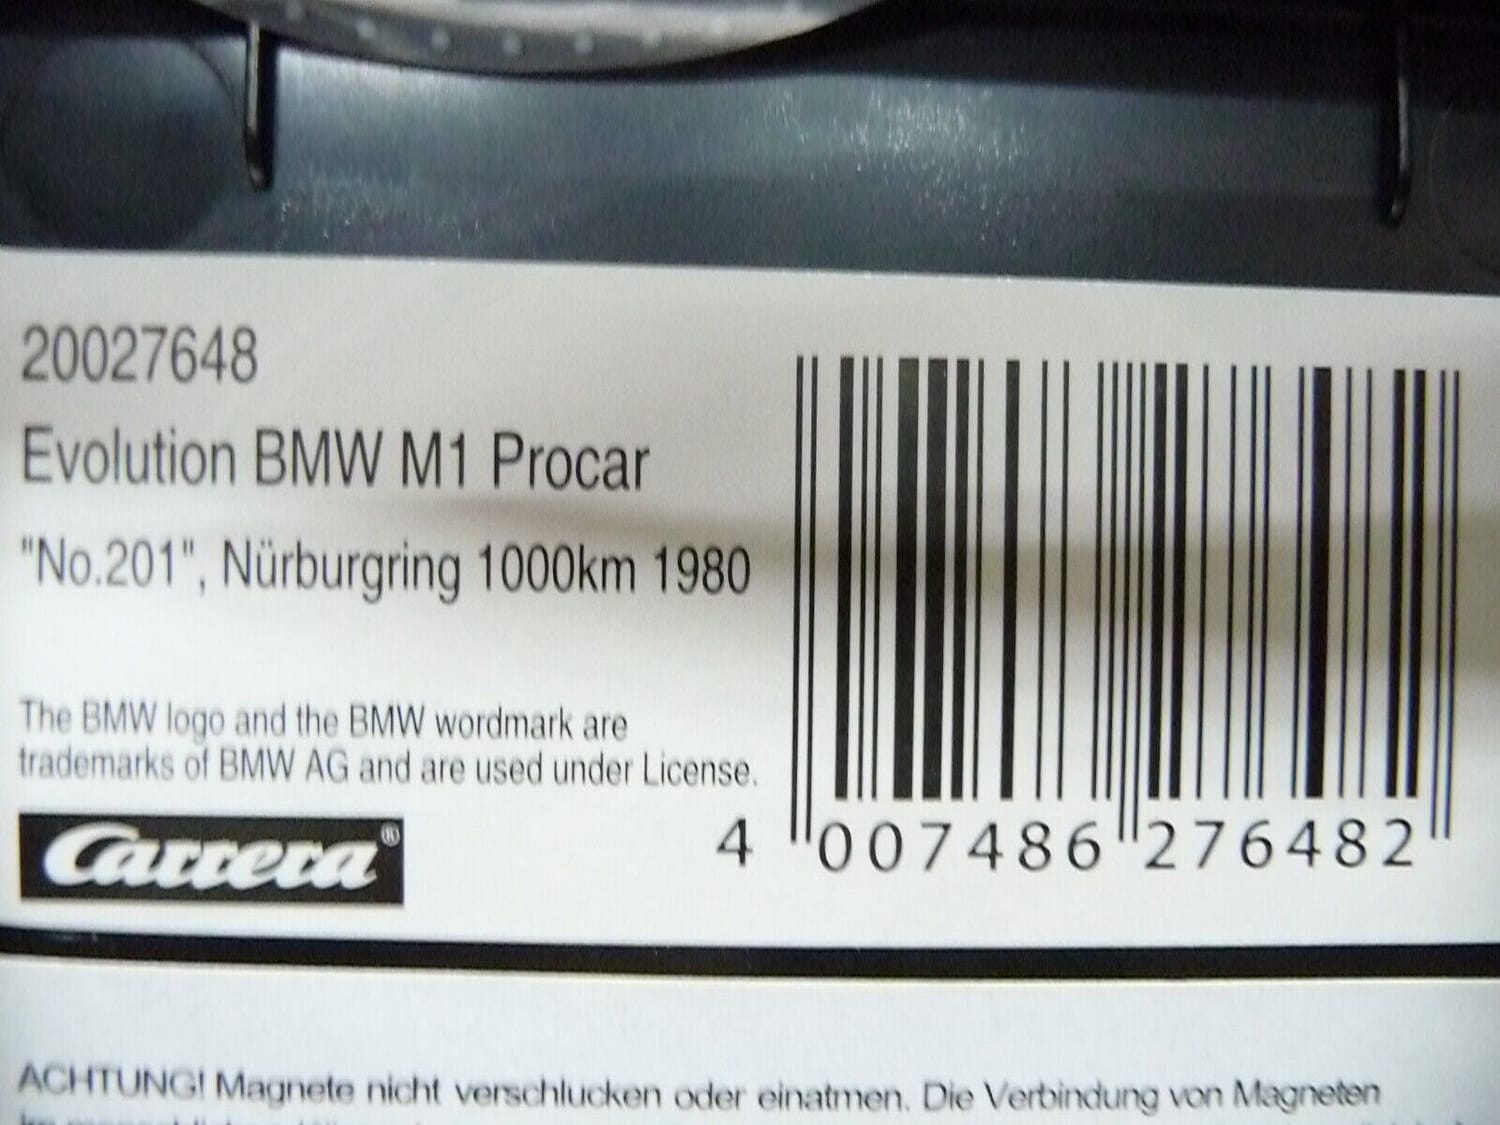 20027648
Evolution BMW M1 Procar
"No.201", Nürburgring 1000km 1980
The BMW logo and the BMW wordmark are
trademarks of BMW AG and are used under License.
Carrera®
4 007486 276482
ACHTUNG! Magnete nicht verschlucken oder einatmen. Die Verbindung von Magneten